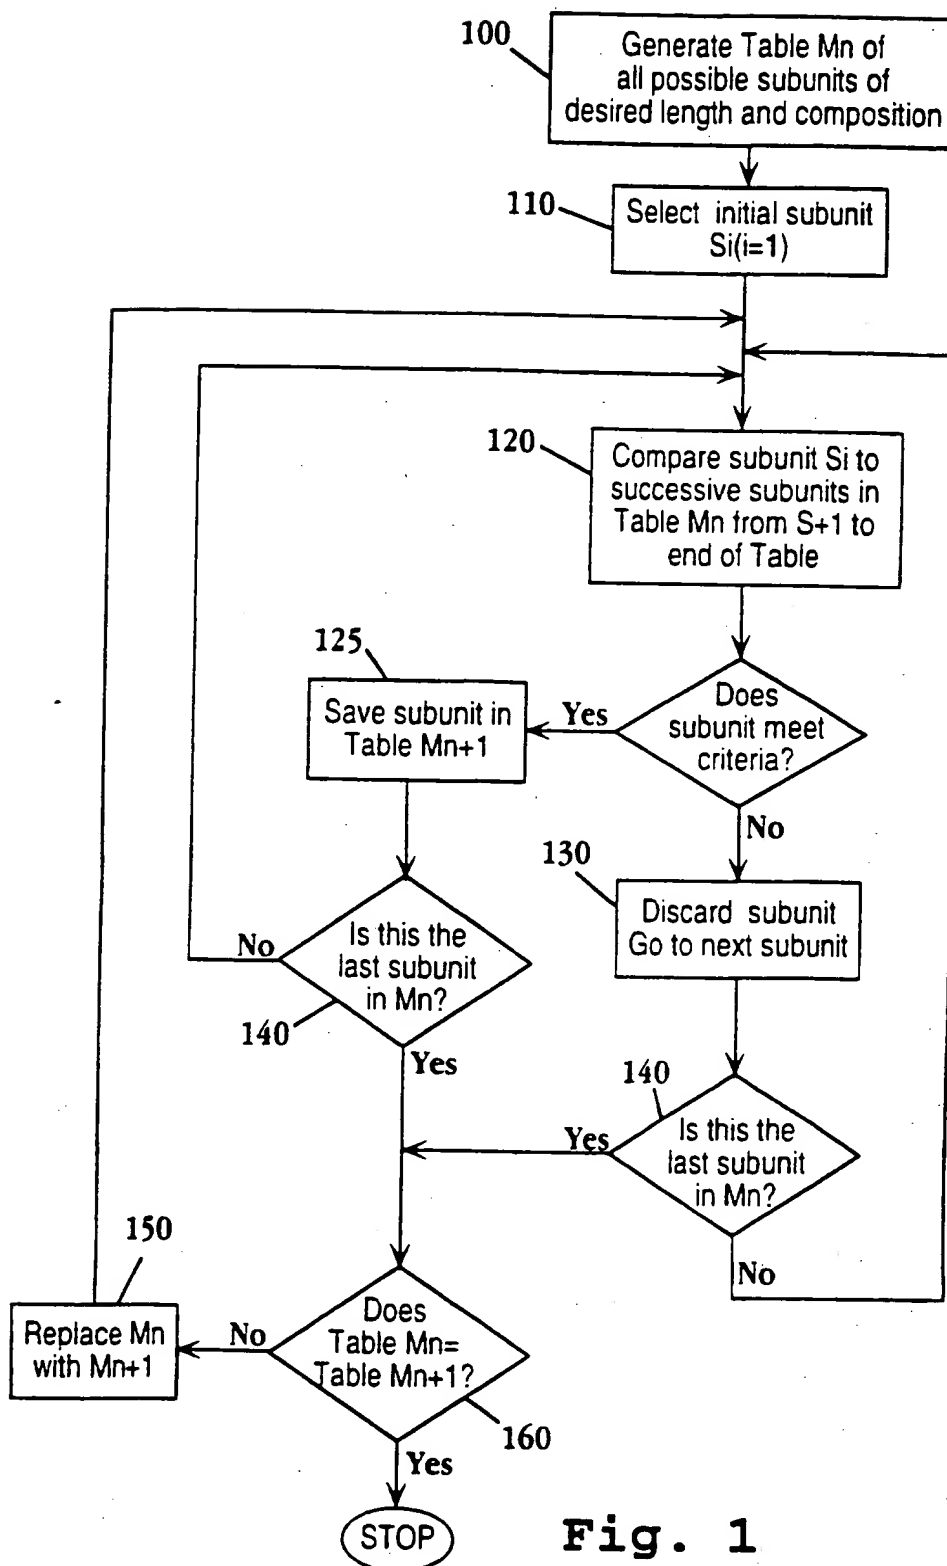 100
Generate Table Mn of
all possible subunits of
desired length and composition
110
Select initial subunit
Si(i=1)
120
Compare subunit Si to
successive subunits in
Table Mn from S+1 to
end of Table
125
Save subunit in
Table Mn+1
Yes
Does
subunit meet
criteria?
No
130
Discard subunit
Go to next subunit
No
Is this the
last subunit
in Mn?
140
Yes
140
Yes
Is this the
last subunit
in Mn?
No
150
Replace Mn
with Mn+1
No
Does
Table Mn=
Table Mn+1?
160
Yes
STOP
Fig. 1